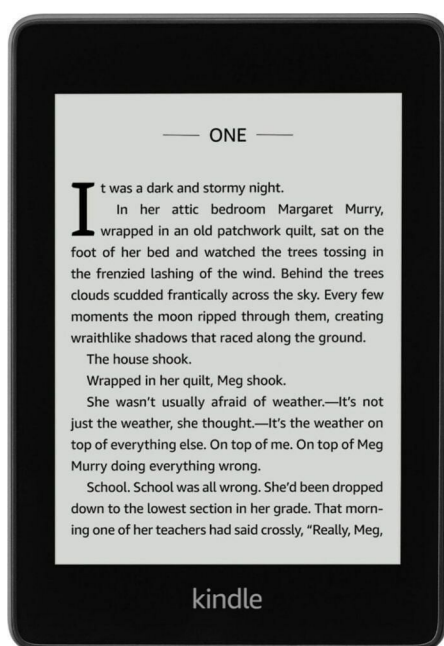 ONE
It was a dark and stormy night.
In her attic bedroom Margaret Murry,
wrapped in an old patchwork quilt, sat on the
foot of her bed and watched the trees tossing in
the frenzied lashing of the wind. Behind the trees
clouds scudded frantically across the sky. Every few
moments the moon ripped through them, creating
wraithlike shadows that raced along the ground.
The house shook.
Wrapped in her quilt, Meg shook.
She wasn't usually afraid of weather.—It's not
just the weather, she thought.—It's the weather on
top of everything else. On top of me. On top of Meg
Murry doing everything wrong.
School. School was all wrong. She'd been dropped
down to the lowest section in her grade. That morn-
ing one of her teachers had said crossly, “Really, Meg,
kindle